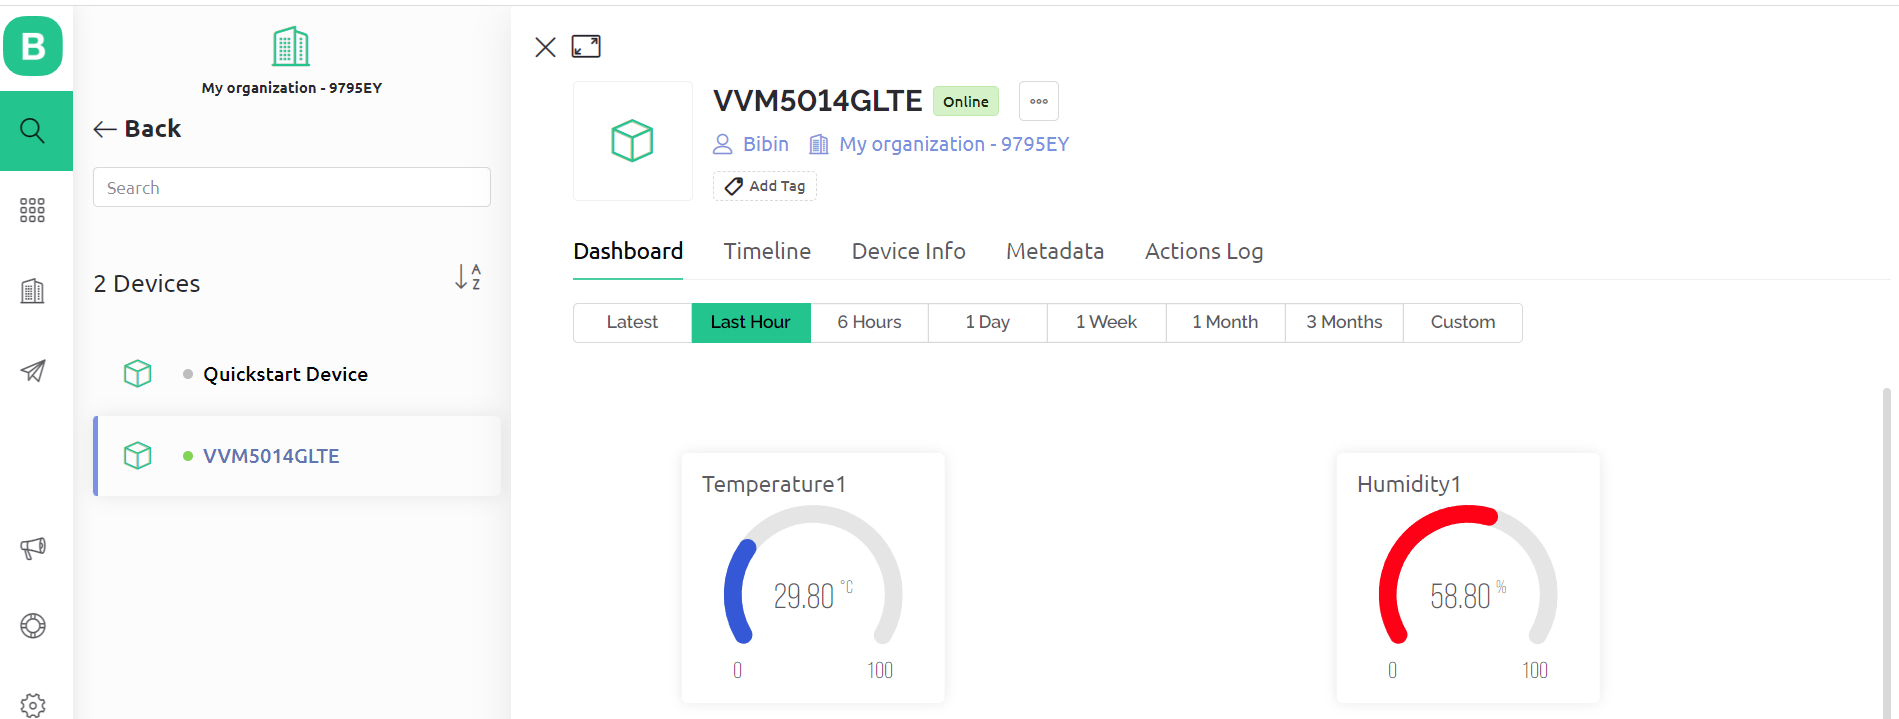 B
My organization - 9795EY
Back
Search
2 Devices
A
Z
Quickstart Device
VVM5014GLTE
VVM5014GLTE Online
Bibin My organization - 9795EY
Add Tag
Dashboard Timeline Device Info Metadata Actions Log
Latest Last Hour 6 Hours 1 Day 1 Week 1 Month 3 Months Custom
Temperature1
29.80 °C
0 100
Humidity1
58.80 %
0 100